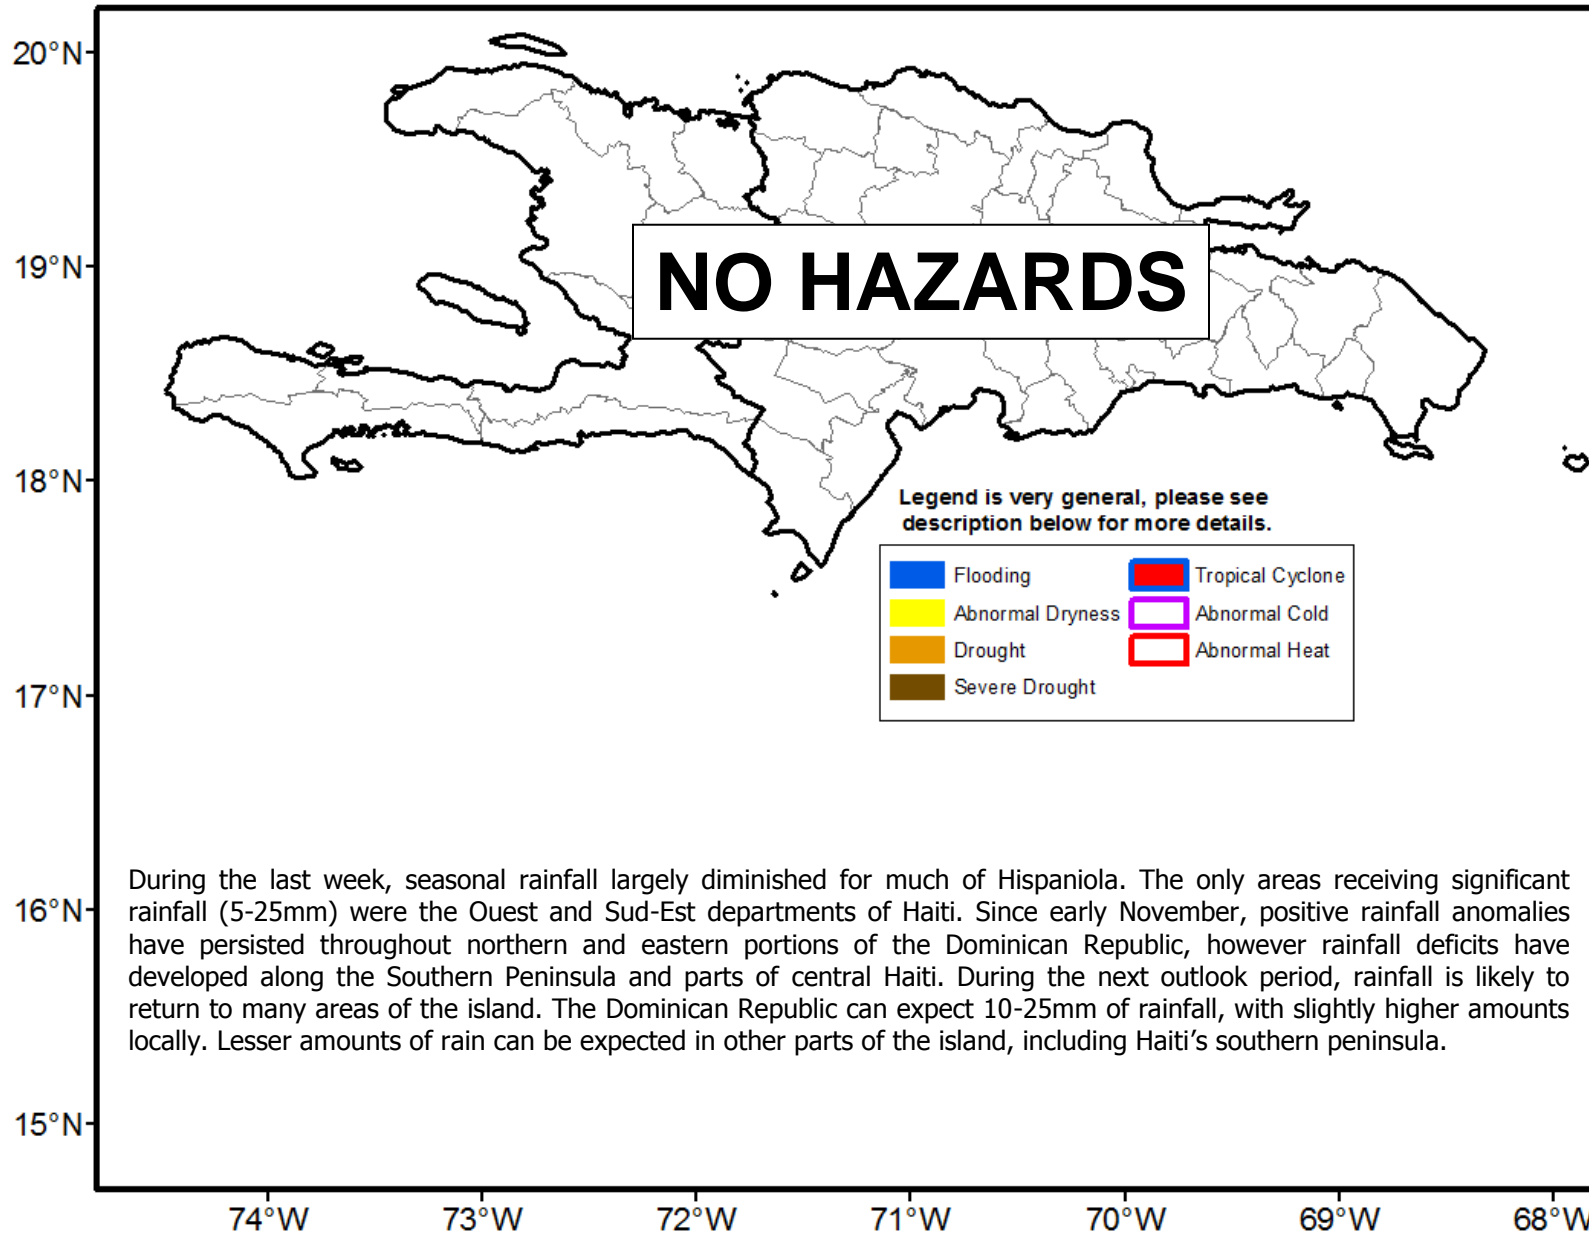 20°N
19°N
18°N
17°N
16°N
15°N
NO HAZARDS
Legend is very general, please see
description below for more details.
Flooding
Tropical Cyclone
Abnormal Dryness
Abnormal Cold
Drought
Abnormal Heat
Severe Drought
During the last week, seasonal rainfall largely diminished for much of Hispaniola. The only areas receiving significant
rainfall (5-25mm) were the Ouest and Sud-Est departments of Haiti. Since early November, positive rainfall anomalies
have persisted throughout northern and eastern portions of the Dominican Republic, however rainfall deficits have
developed along the Southern Peninsula and parts of central Haiti. During the next outlook period, rainfall is likely to
return to many areas of the island. The Dominican Republic can expect 10-25mm of rainfall, with slightly higher amounts
locally. Lesser amounts of rain can be expected in other parts of the island, including Haiti’s southern peninsula.
74°W 73°W 72°W 71°W 70°W 69°W 68°W